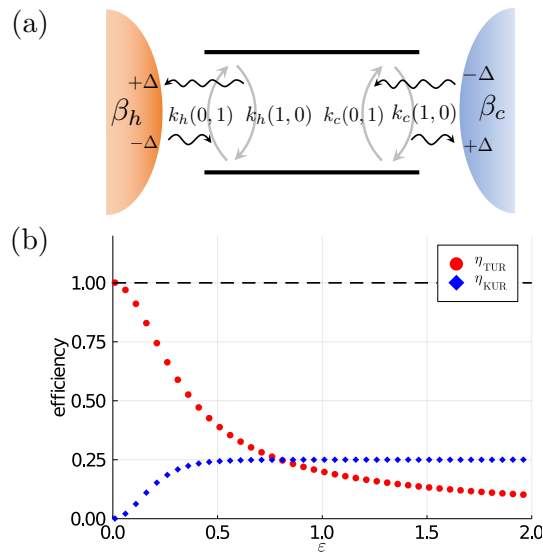 (a)
+Δ
−Δ
β_h
k_h(0, 1)
k_h(1, 0)
k_c(0, 1)
k_c(1, 0)
β_c
−Δ
+Δ
(b)
efficiency
1.00
0.75
0.50
0.25
0.00
0.0
0.5
1.0
1.5
2.0
ε
η_TUR
η_KUR